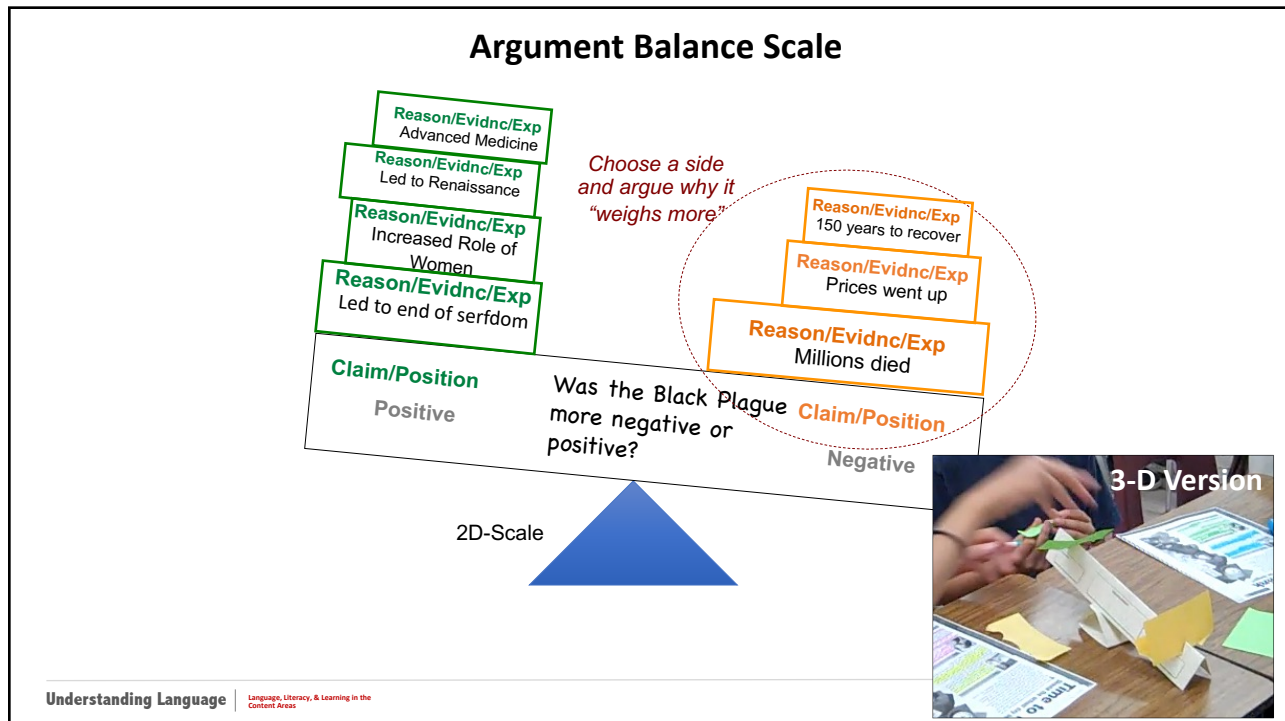 Argument Balance Scale
Reason/Evidnc/Exp
Advanced Medicine
Reason/Evidnc/Exp
Led to Renaissance
Reason/Evidnc/Exp
Increased Role of
Women
Reason/Evidnc/Exp
Led to end of serfdom
Choose a side
and argue why it
"weighs more"
Reason/Evidnc/Exp
150 years to recover
Reason/Evidnc/Exp
Prices went up
Reason/Evidnc/Exp
Millions died
Claim/Position
Positive
Was the Black Plague
more negative or
positive?
Claim/Position
Negative
2D-Scale
3-D Version
Time to
Understanding Language
Language, Literacy, & Learning in the
Content Areas